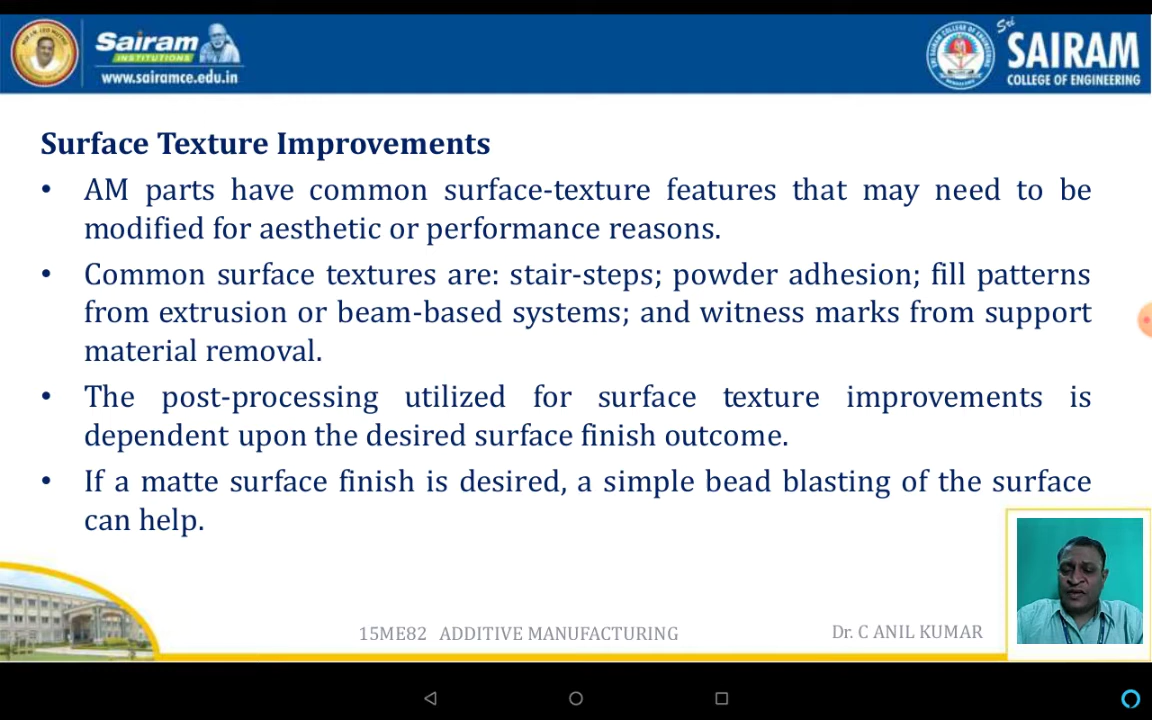 Sairam
INSTITUTIONS
www.sairamce.edu.in
Sri
SAIRAM
COLLEGE OF ENGINEERING
Surface Texture Improvements
• AM parts have common surface-texture features that may need to be
modified for aesthetic or performance reasons.
• Common surface textures are: stair-steps; powder adhesion; fill patterns
from extrusion or beam-based systems; and witness marks from support
material removal.
• The post-processing utilized for surface texture improvements is
dependent upon the desired surface finish outcome.
• If a matte surface finish is desired, a simple bead blasting of the surface
can help.
15ME82 ADDITIVE MANUFACTURING
Dr. C ANIL KUMAR